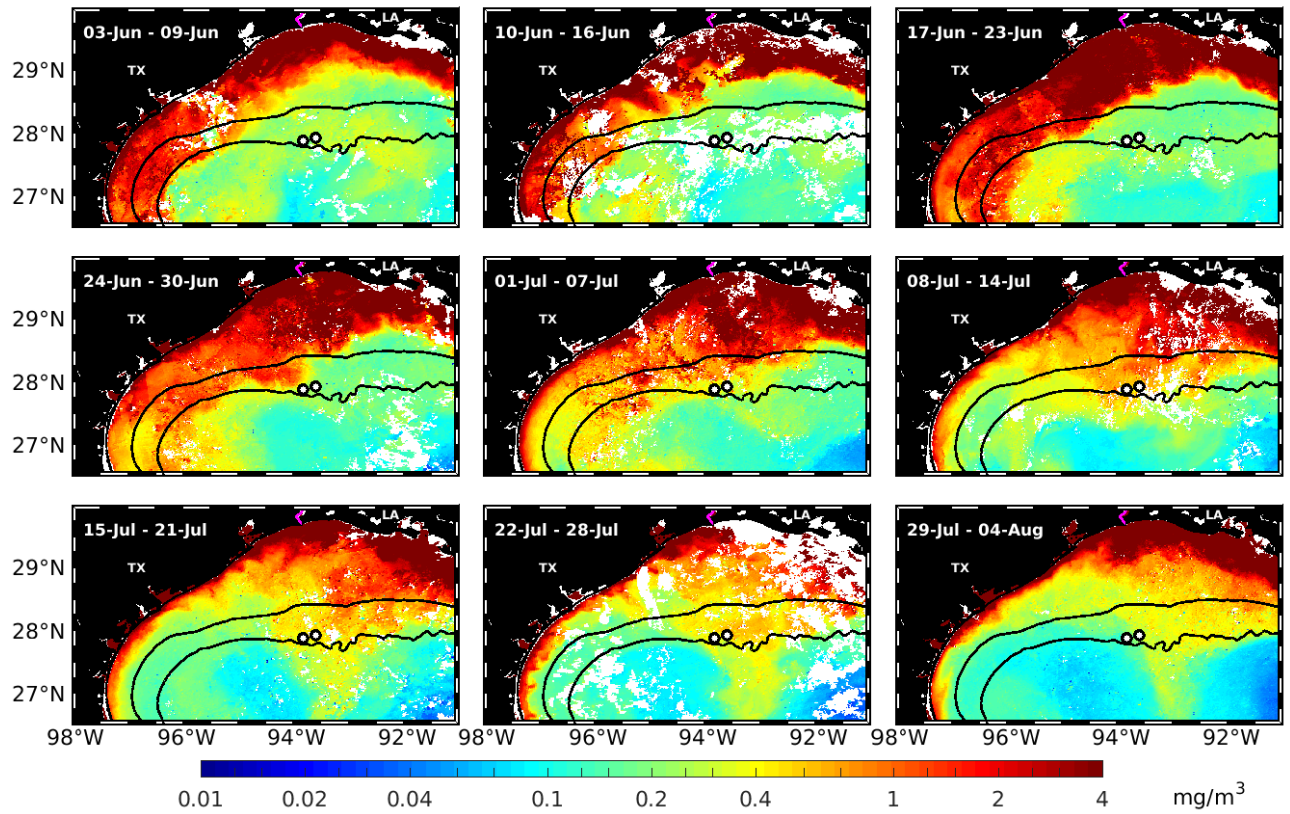 03-Jun - 09-Jun LA TX
10-Jun - 16-Jun LA TX
17-Jun - 23-Jun LA TX
29°N
28°N
27°N
24-Jun - 30-Jun LA TX
01-Jul - 07-Jul LA TX
08-Jul - 14-Jul LA TX
29°N
28°N
27°N
15-Jul - 21-Jul LA TX
22-Jul - 28-Jul LA TX
29-Jul - 04-Aug LA TX
29°N
28°N
27°N
98°W 96°W 94°W 92°W 98°W 96°W 94°W 92°W 98°W 96°W 94°W 92°W
0.01 0.02 0.04 0.1 0.2 0.4 1 2 4 mg/m³